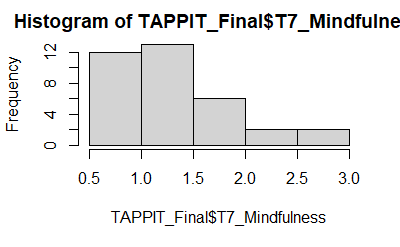 Histogram of TAPPIT_Final$T7_Mindfulne
Frequency
12
8
4
0
0.5 1.0 1.5 2.0 2.5 3.0
TAPPIT_Final$T7_Mindfulness